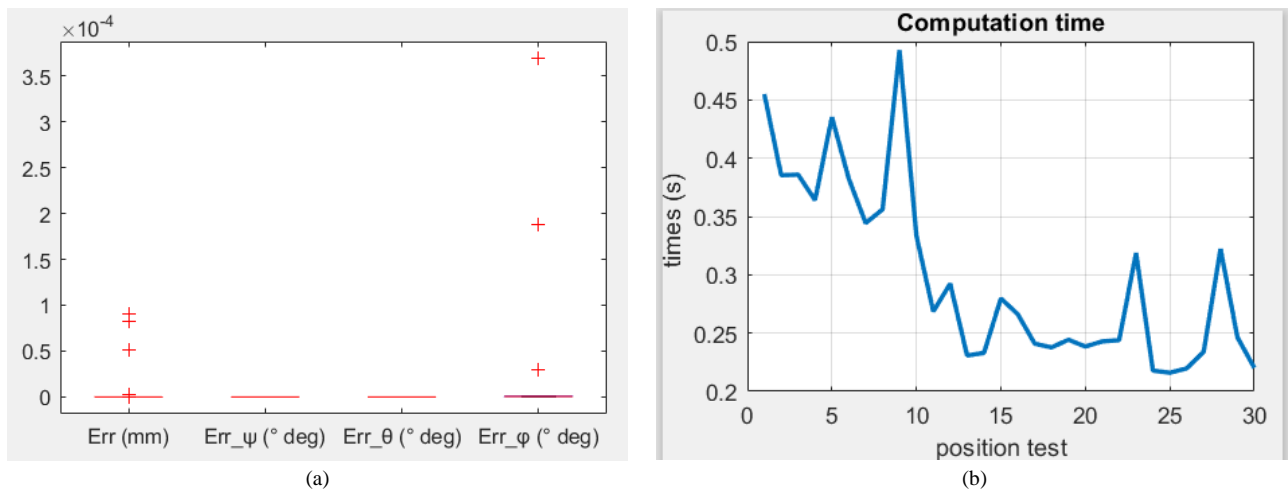 ×10⁻⁴
3.5
3
2.5
2
1.5
1
0.5
0
Err (mm) Err_ψ (° deg) Err_θ (° deg) Err_φ (° deg)
(a)
Computation time
times (s)
0.5
0.45
0.4
0.35
0.3
0.25
0.2
0 5 10 15 20 25 30
position test
(b)